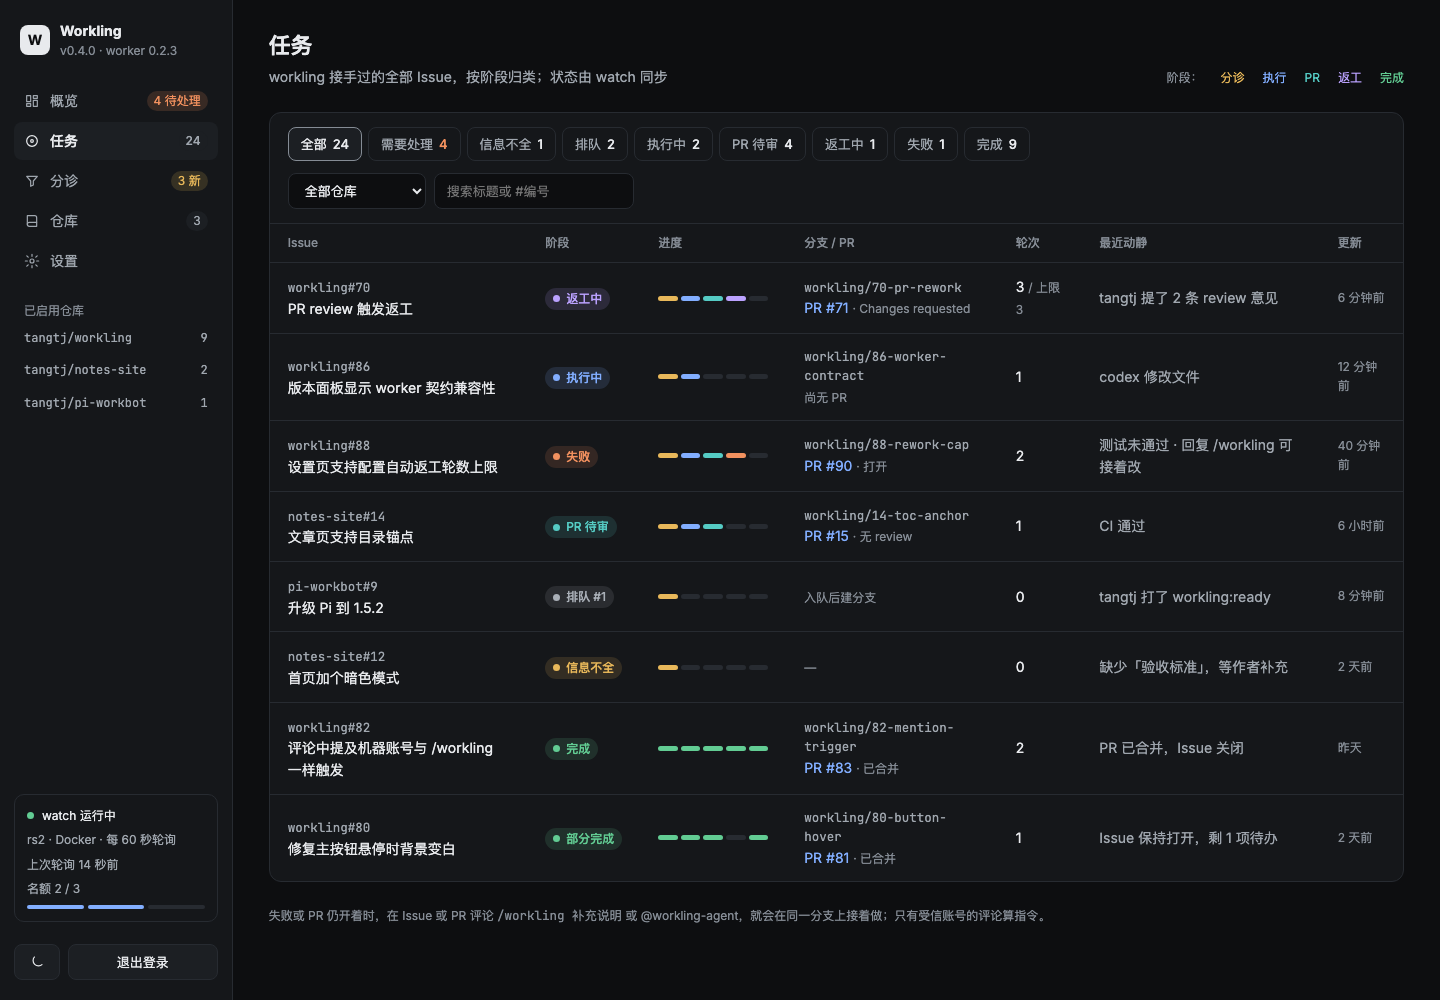 W
Workling
v0.4.0 · worker 0.2.3
概览
4 待处理
任务
24
分诊
3 新
仓库
3
设置
已启用仓库
tangtj/workling 9
tangtj/notes-site 2
tangtj/pi-workbot 1
watch 运行中
rs2 · Docker · 每 60 秒轮询
上次轮询 14 秒前
名额 2 / 3
退出登录
任务
workling 接手过的全部 Issue，按阶段归类；状态由 watch 同步
阶段： 分诊 执行 PR 返工 完成
全部 24 需要处理 4 信息不全 1 排队 2 执行中 2 PR 待审 4 返工中 1 失败 1 完成 9
全部仓库 搜索标题或 #编号
Issue 阶段 进度 分支 / PR 轮次 最近动静 更新
workling#70
PR review 触发返工
返工中
workling/70-pr-rework
PR #71 · Changes requested
3 / 上限
3
tangtj 提了 2 条 review 意见
6 分钟前
workling#86
版本面板显示 worker 契约兼容性
执行中
workling/86-worker-
contract
尚无 PR
1
codex 修改文件
12 分钟
前
workling#88
设置页支持配置自动返工轮数上限
失败
workling/88-rework-cap
PR #90 · 打开
2
测试未通过 · 回复 /workling 可
接着改
40 分钟
前
notes-site#14
文章页支持目录锚点
PR 待审
workling/14-toc-anchor
PR #15 · 无 review
1
CI 通过
6 小时前
pi-workbot#9
升级 Pi 到 1.5.2
排队 #1
入队后建分支
0
tangtj 打了 workling:ready
8 分钟前
notes-site#12
首页加个暗色模式
信息不全
—
0
缺少「验收标准」，等作者补充
2 天前
workling#82
评论中提及机器账号与 /workling
一样触发
完成
workling/82-mention-
trigger
PR #83 · 已合并
2
PR 已合并，Issue 关闭
昨天
workling#80
修复主按钮悬停时背景变白
部分完成
workling/80-button-
hover
PR #81 · 已合并
1
Issue 保持打开，剩 1 项待办
2 天前
失败或 PR 仍开着时，在 Issue 或 PR 评论 /workling 补充说明 或 @workling-agent，就会在同一分支上接着做；只有受信账号的评论算指令。